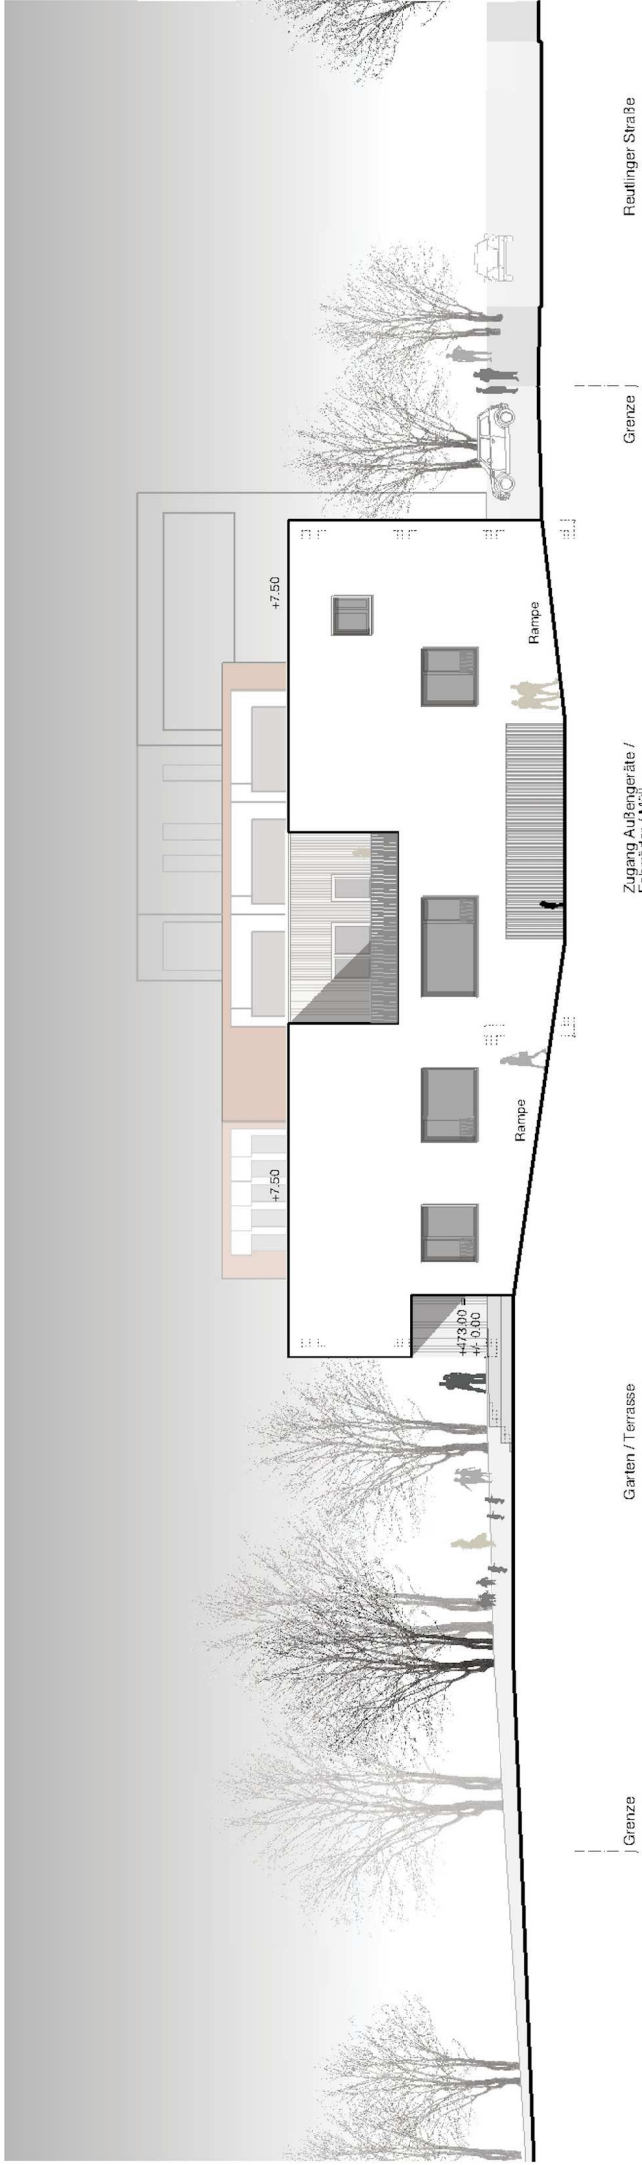 +7.50
+7.50
+473.00 =
+/- 0.00
Rampe
Rampe
Grenze
Garten / Terrasse
Zugang Außengeräte /
Grenze
Reutlinger Straße